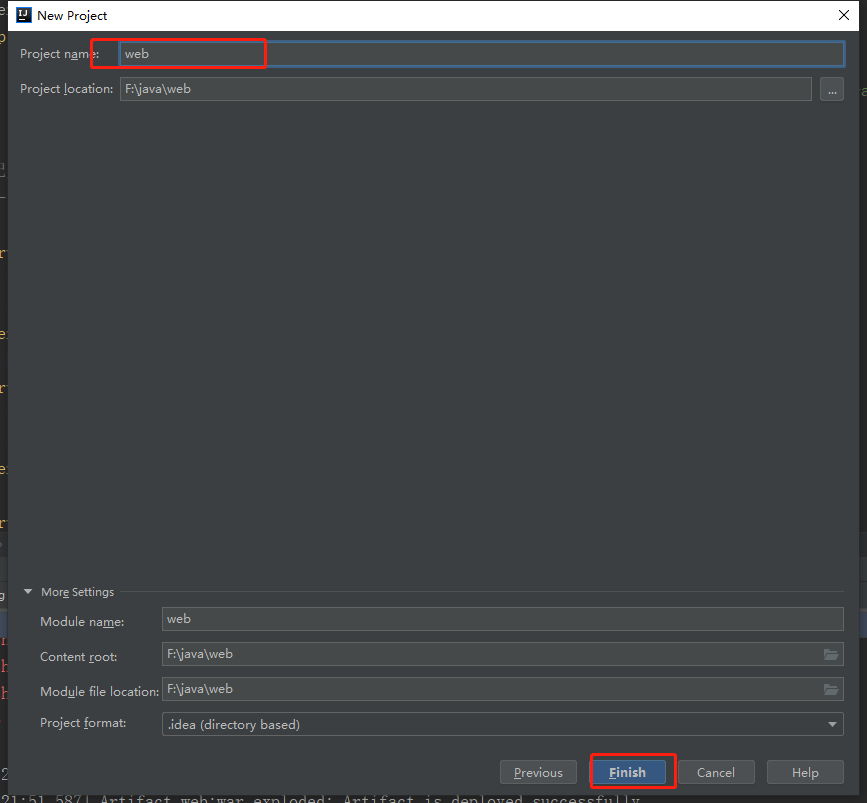 New Project
Project name: web
Project location: F:\java\web ...
More Settings
Module name: web
Content root: F:\java\web
Module file location: F:\java\web
Project format: .idea (directory based)
Previous Finish Cancel Help
21:51,587] Artifact web:war exploded: Artifact is deployed successfully